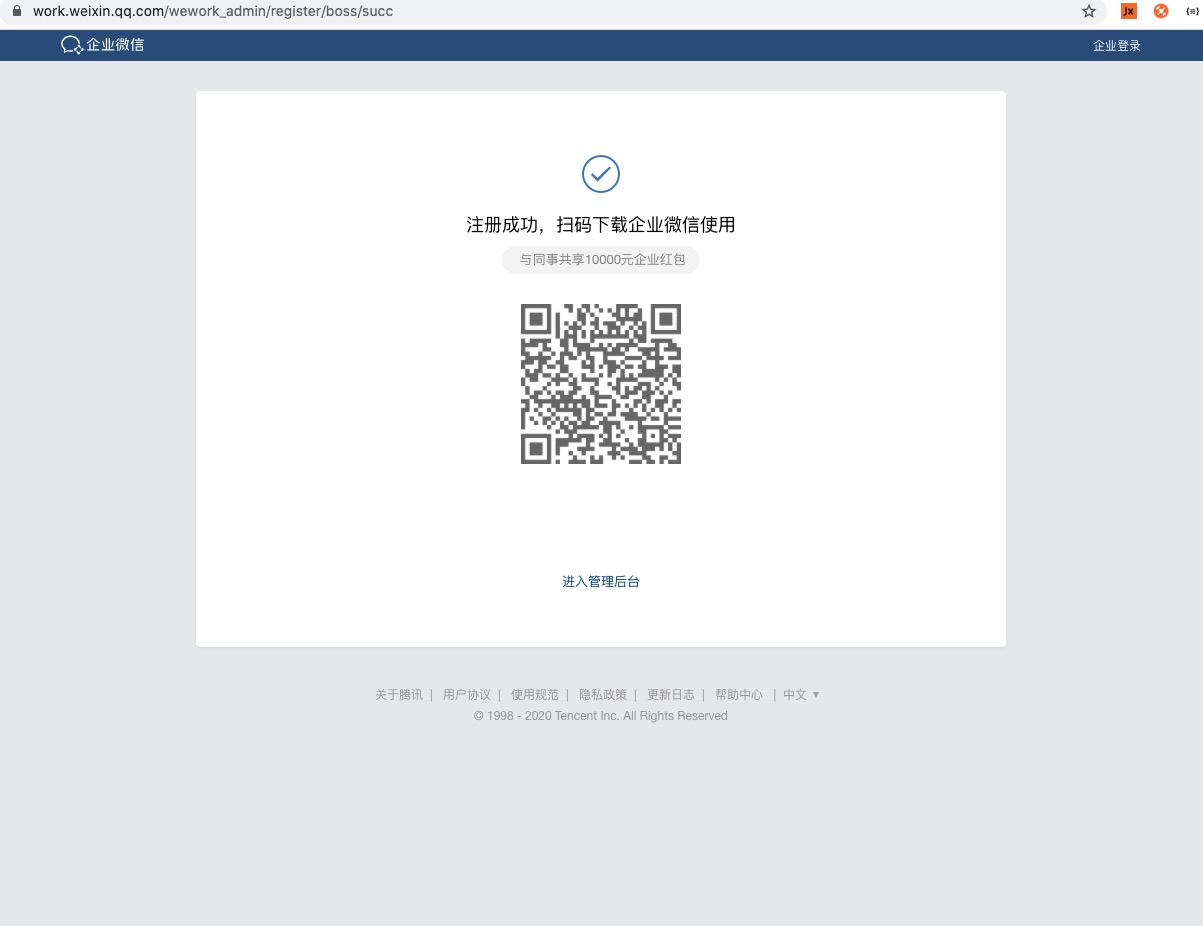 work.weixin.qq.com/wework_admin/register/boss/succ
Jx
企业微信
企业登录
注册成功，扫码下载企业微信使用
与同事共享10000元企业红包
进入管理后台
关于腾讯 | 用户协议 | 使用规范 | 隐私政策 | 更新日志 | 帮助中心 | 中文 ▼
© 1998 - 2020 Tencent Inc. All Rights Reserved